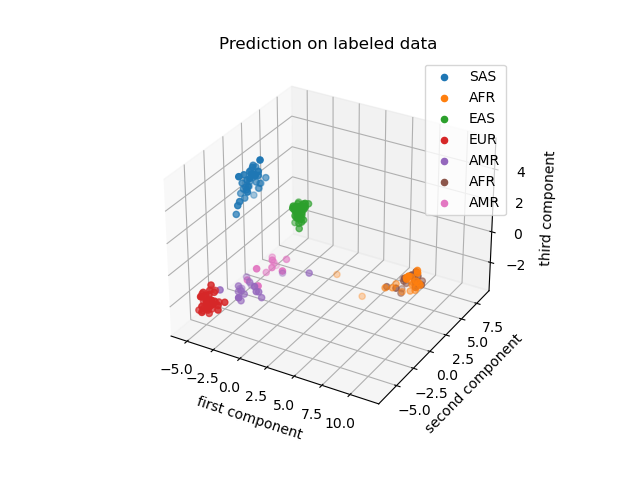 Prediction on labeled data
SAS
AFR
EAS
EUR
AMR
AFR
AMR
4
2
0
−2
third component
−5.0
−2.5
0.0
2.5
5.0
7.5
10.0
first component
−5.0
−2.5
0.0
2.5
5.0
7.5
second component